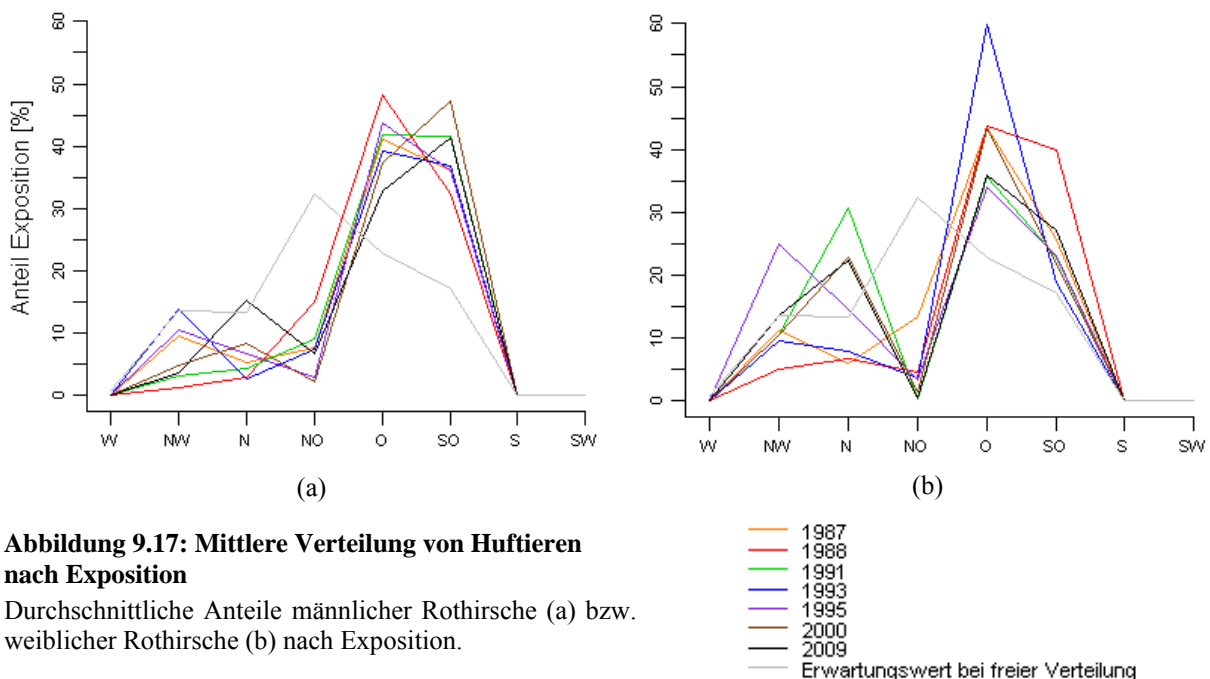 Anteil Exposition [%]
0 10 20 30 40 50 60
W NW N NO O SO S SW
(a)
0 10 20 30 40 50 60
W NW N NO O SO S SW
(b)
Abbildung 9.17: Mittlere Verteilung von Huftieren
nach Exposition
Durchschnittliche Anteile männlicher Rothirsche (a) bzw.
weiblicher Rothirsche (b) nach Exposition.
1987
1988
1991
1993
1995
2000
2009
Erwartungswert bei freier Verteilung